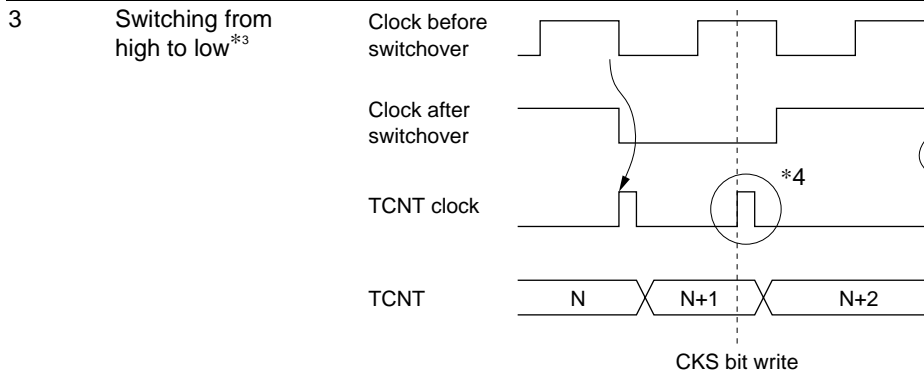 3
Switching from
high to low*3
Clock before
switchover
Clock after
switchover
TCNT clock
*4
TCNT
N
N+1
N+2
CKS bit write